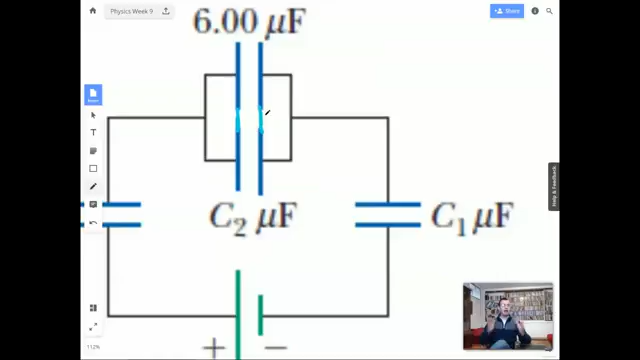 Physics Week 9
Share
6.00 µF
C₂ µF
C₁ µF
+ −
112%
Help & Feedback